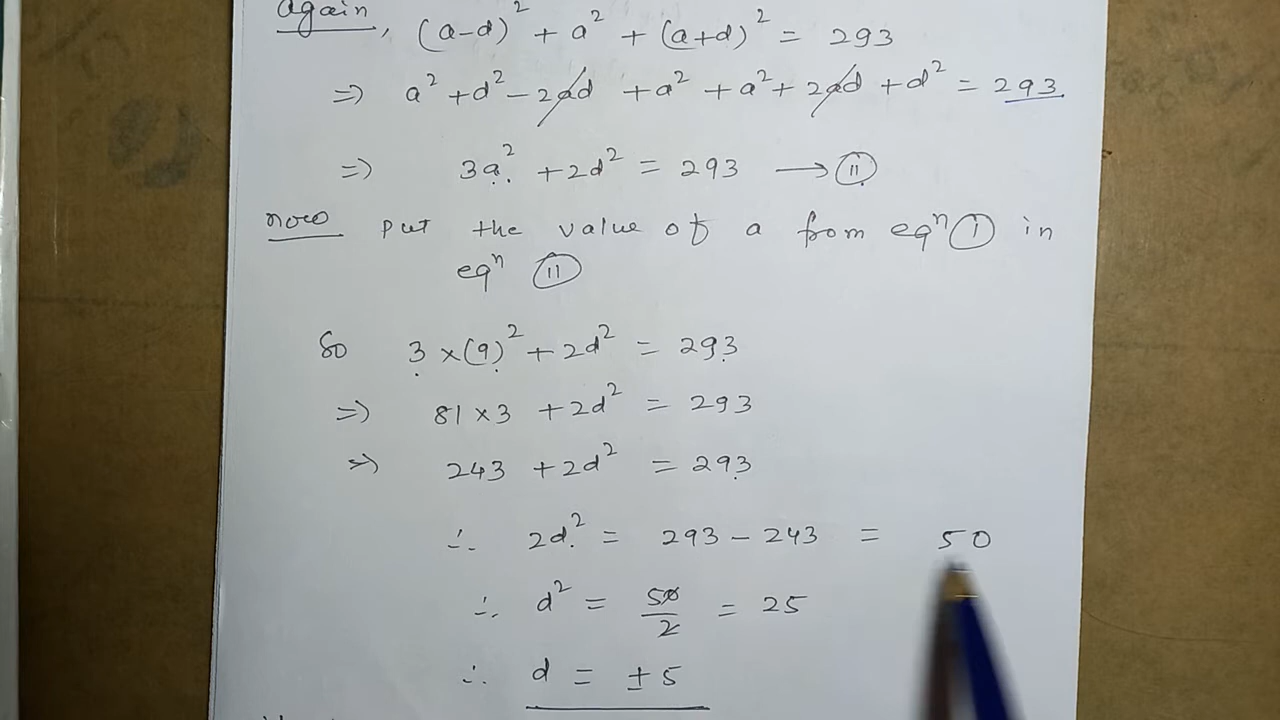 Again, (a-d)² + a² + (a+d)² = 293
=> a² + d² - 2ad + a² + a² + 2ad + d² = 293
=> 3a² + 2d² = 293 → (II)
now put the value of a from eqⁿ (I) in
eqⁿ (II)
So 3 × (9)² + 2d² = 293
=> 81 × 3 + 2d² = 293
=> 243 + 2d² = 293
∴ 2d² = 293 - 243 = 50
∴ d² = 50/2 = 25
∴ d = ±5